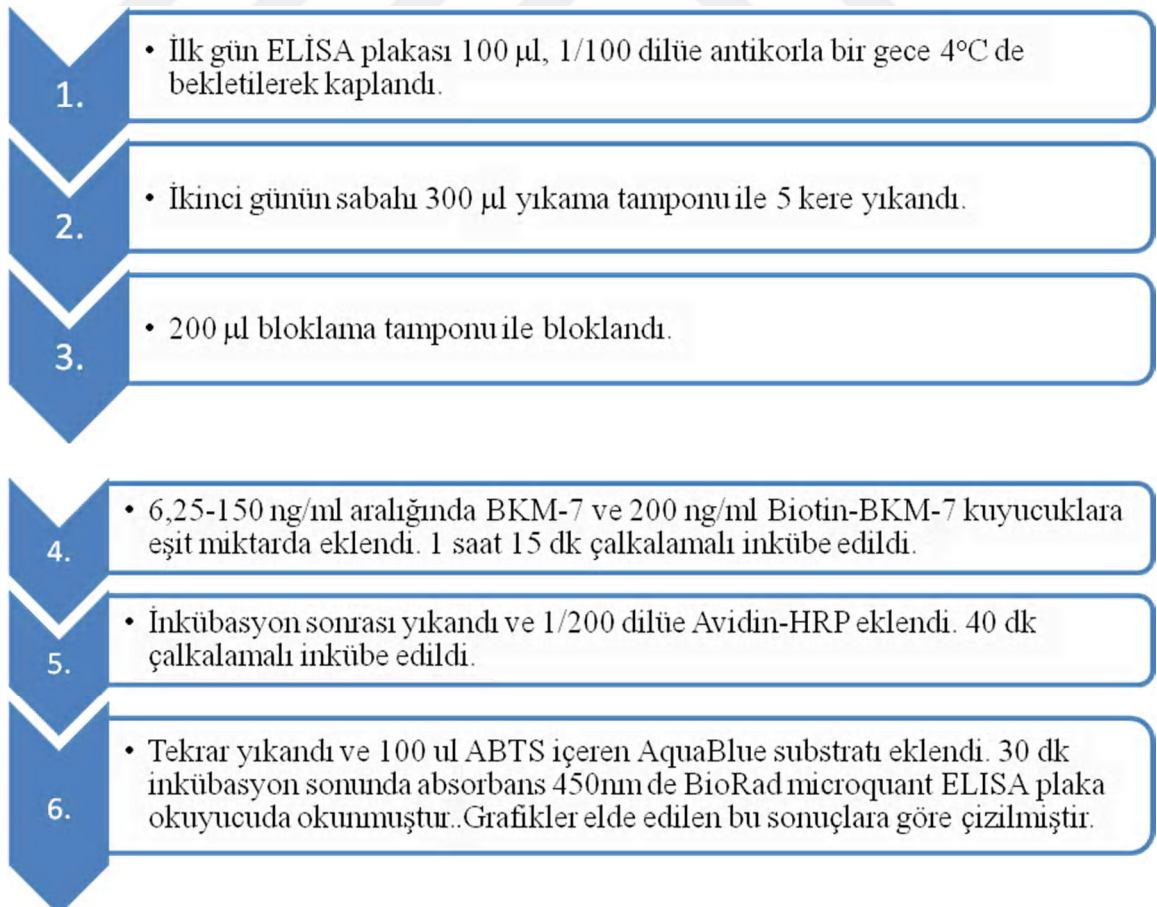 1.
• İlk gün ELİSA plakası 100 µl, 1/100 dilüe antikorla bir gece 4°C de
bekletilerek kaplandı.
2.
• İkinci günün sabahı 300 µl yıkama tamponu ile 5 kere yıkandı.
3.
• 200 µl bloklama tamponu ile bloklandı.
4.
• 6,25-150 ng/ml aralığında BKM-7 ve 200 ng/ml Biotin-BKM-7 kuyucuklara
eşit miktarda eklendi. 1 saat 15 dk çalkalamalı inkübe edildi.
5.
• İnkübasyon sonrası yıkandı ve 1/200 dilüe Avidin-HRP eklendi. 40 dk
çalkalamalı inkübe edildi.
6.
• Tekrar yıkandı ve 100 ul ABTS içeren AquaBlue substratı eklendi. 30 dk
inkübasyon sonunda absorbans 450nm de BioRad microquant ELISA plaka
okuyucuda okunmuştur..Grafikler elde edilen bu sonuçlara göre çizilmiştir.